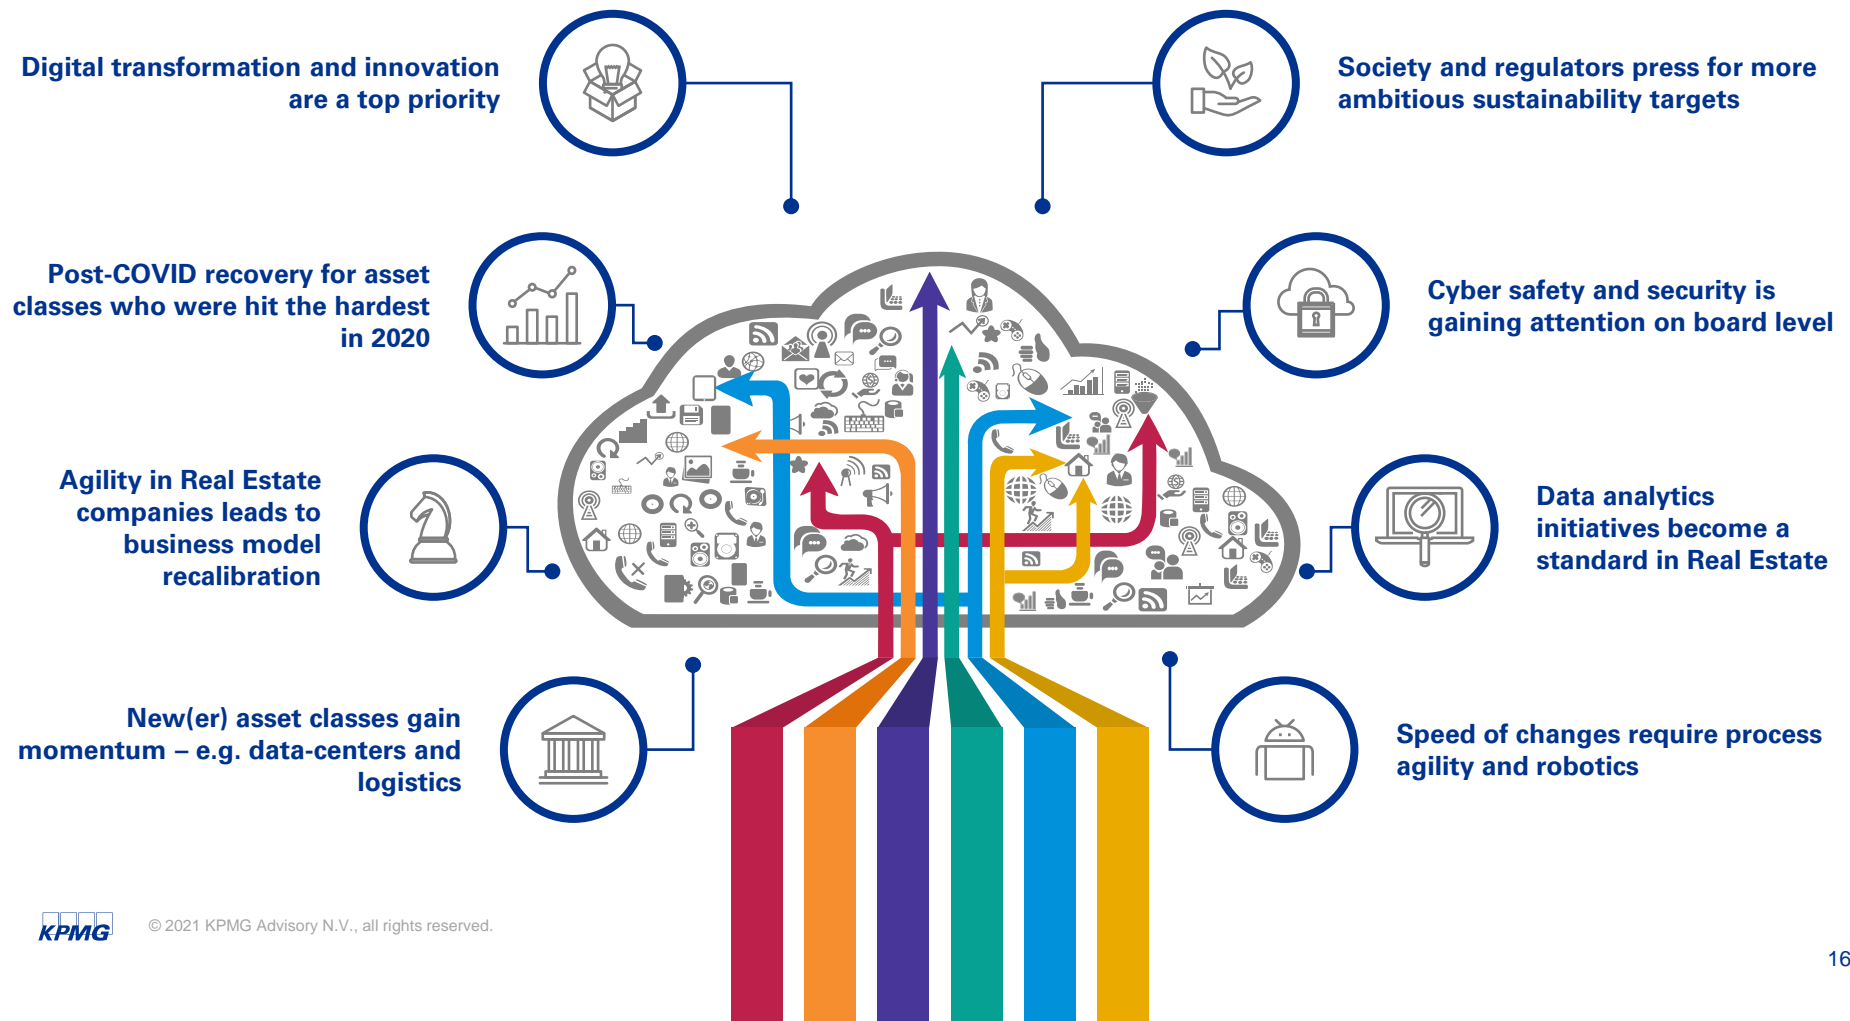 Digital transformation and innovation
are a top priority
Society and regulators press for more
ambitious sustainability targets
Post-COVID recovery for asset
classes who were hit the hardest
in 2020
Cyber safety and security is
gaining attention on board level
Agility in Real Estate
companies leads to
business model
recalibration
Data analytics
initiatives become a
standard in Real Estate
New(er) asset classes gain
momentum – e.g. data-centers and
logistics
Speed of changes require process
agility and robotics
KPMG
© 2021 KPMG Advisory N.V., all rights reserved.
16